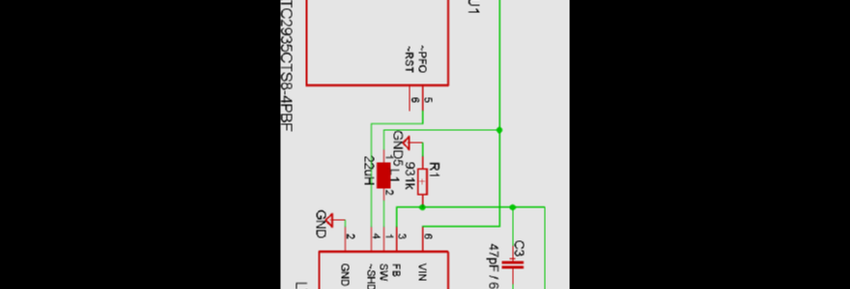 U1
TC2935CTS8-4PBF
~PFO
~RST
6
5
GND5
1
L1
22uH
2
R1
931k
GND
2
4
1
3
6
GND
~SHD
SW
FB
VIN
C3
47pF / 6
L